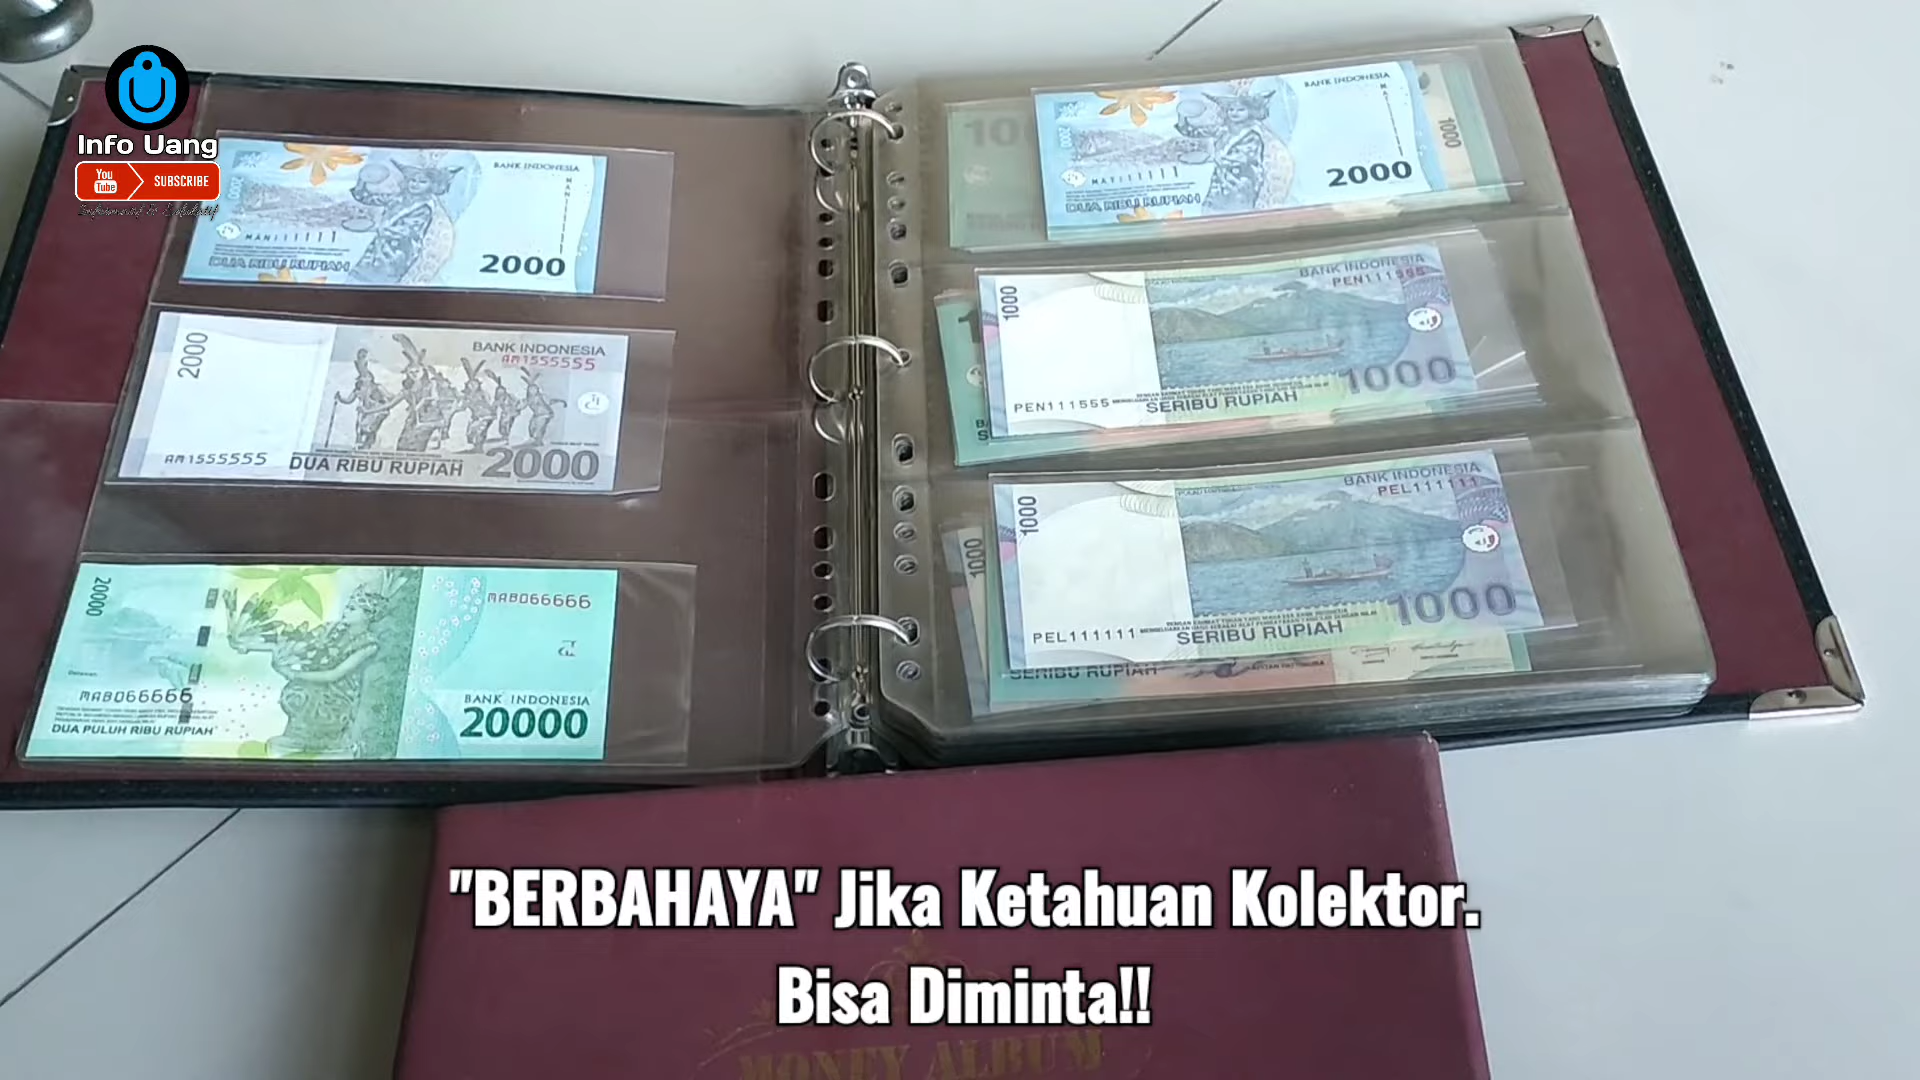 Info Uang
You
Tube
SUBSCRIBE
BANK INDONESIA
2000
DUA RIBU RUPIAH
2000
2000
BANK INDONESIA
AM1555555
AM1555555
DUA RIBU RUPIAH
2000
20000
MAB066666
MAB066666
DUA PULUH RIBU RUPIAH
BANK INDONESIA
20000
BANK INDONESIA
1000
2000
DUA RIBU RUPIAH
2000
1000
BANK INDONESIA
PEN111555
PEN111555
SERIBU RUPIAH
1000
1000
BANK INDONESIA
PEL111111
PEL111111
SERIBU RUPIAH
1000
1000
SERIBU RUPIAH
"BERBAHAYA" Jika Ketahuan Kolektor.
Bisa Diminta!!
MONEY ALBUM